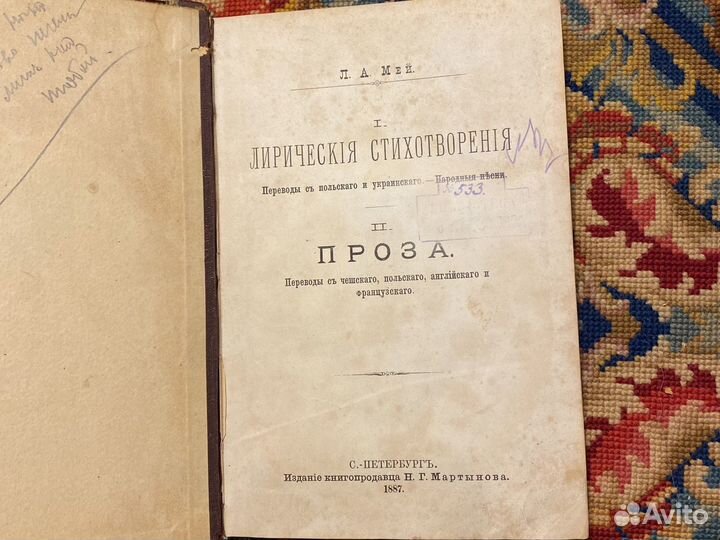 Л. А. Мей.
I.
ЛИРИЧЕСКІЯ СТИХОТВОРЕНІЯ
Переводы съ польскаго и украинскаго. — Народныя пѣсни.
№ 533.
II.
ПРОЗА.
Переводы съ чешскаго, польскаго, англійскаго и
французскаго.
С.-ПЕТЕРБУРГЪ.
Изданіе книгопродавца Н. Г. Мартынова.
1887.
Avito